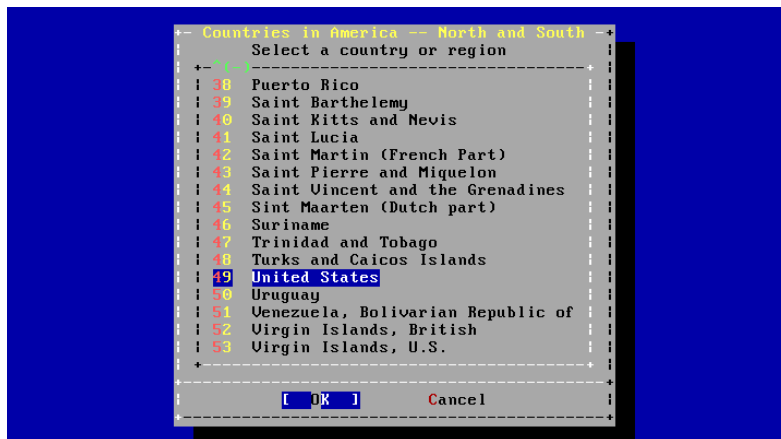 Countries in America -- North and South
Select a country or region
^(-)
38 Puerto Rico
39 Saint Barthelemy
40 Saint Kitts and Nevis
41 Saint Lucia
42 Saint Martin (French Part)
43 Saint Pierre and Miquelon
44 Saint Vincent and the Grenadines
45 Sint Maarten (Dutch part)
46 Suriname
47 Trinidad and Tobago
48 Turks and Caicos Islands
49 United States
50 Uruguay
51 Venezuela, Bolivarian Republic of
52 Virgin Islands, British
53 Virgin Islands, U.S.
[ OK ] Cancel